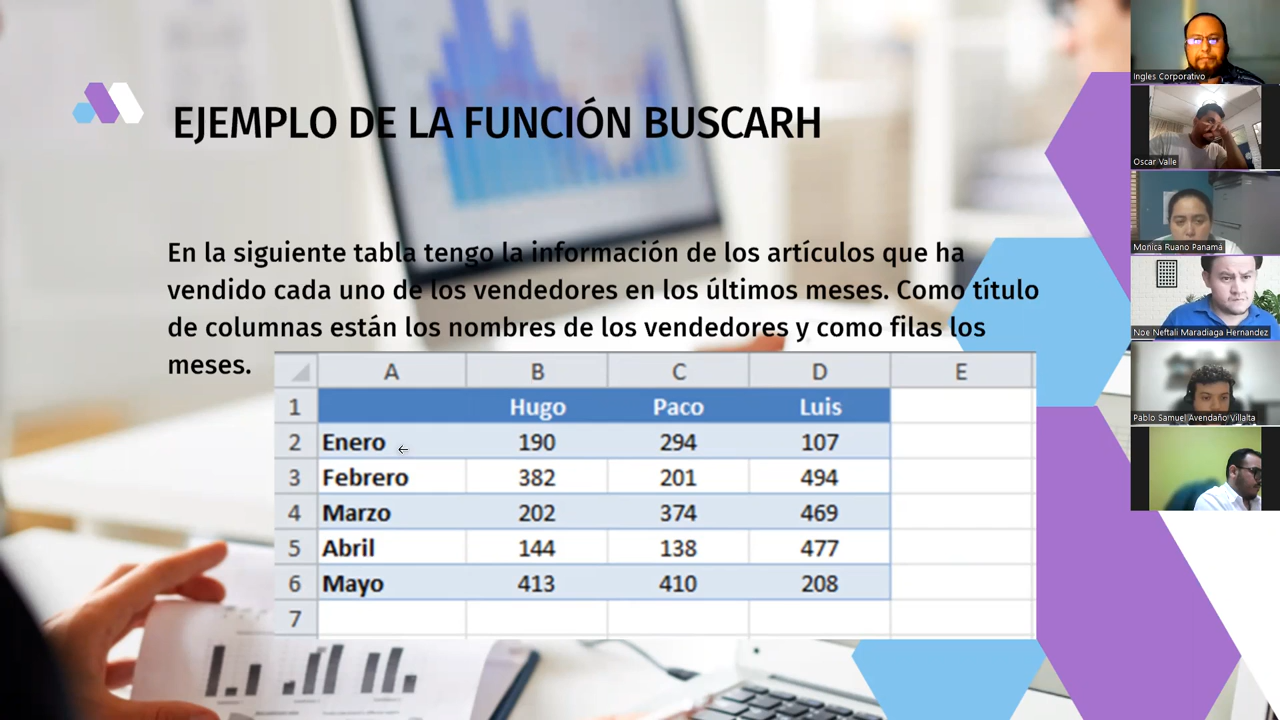 EJEMPLO DE LA FUNCIÓN BUSCARH
En la siguiente tabla tengo la información de los artículos que ha
vendido cada uno de los vendedores en los últimos meses. Como título
de columnas están los nombres de los vendedores y como filas los
meses.
A B C D E
1 Hugo Paco Luis
2 Enero 190 294 107
3 Febrero 382 201 494
4 Marzo 202 374 469
5 Abril 144 138 477
6 Mayo 413 410 208
7
Ingles Corporativo
Oscar Valle
Monica Ruano Panamá
Noe Neftali Maradiaga Hernandez
Pablo Samuel Avendaño Villalta